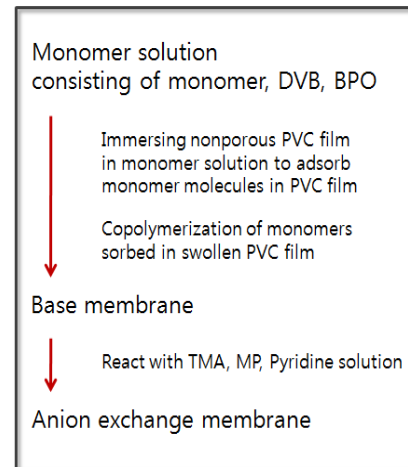 Monomer solution
consisting of monomer, DVB, BPO
Immersing nonporous PVC film
in monomer solution to adsorb
monomer molecules in PVC film
Copolymerization of monomers
sorbed in swollen PVC film
Base membrane
React with TMA, MP, Pyridine solution
Anion exchange membrane